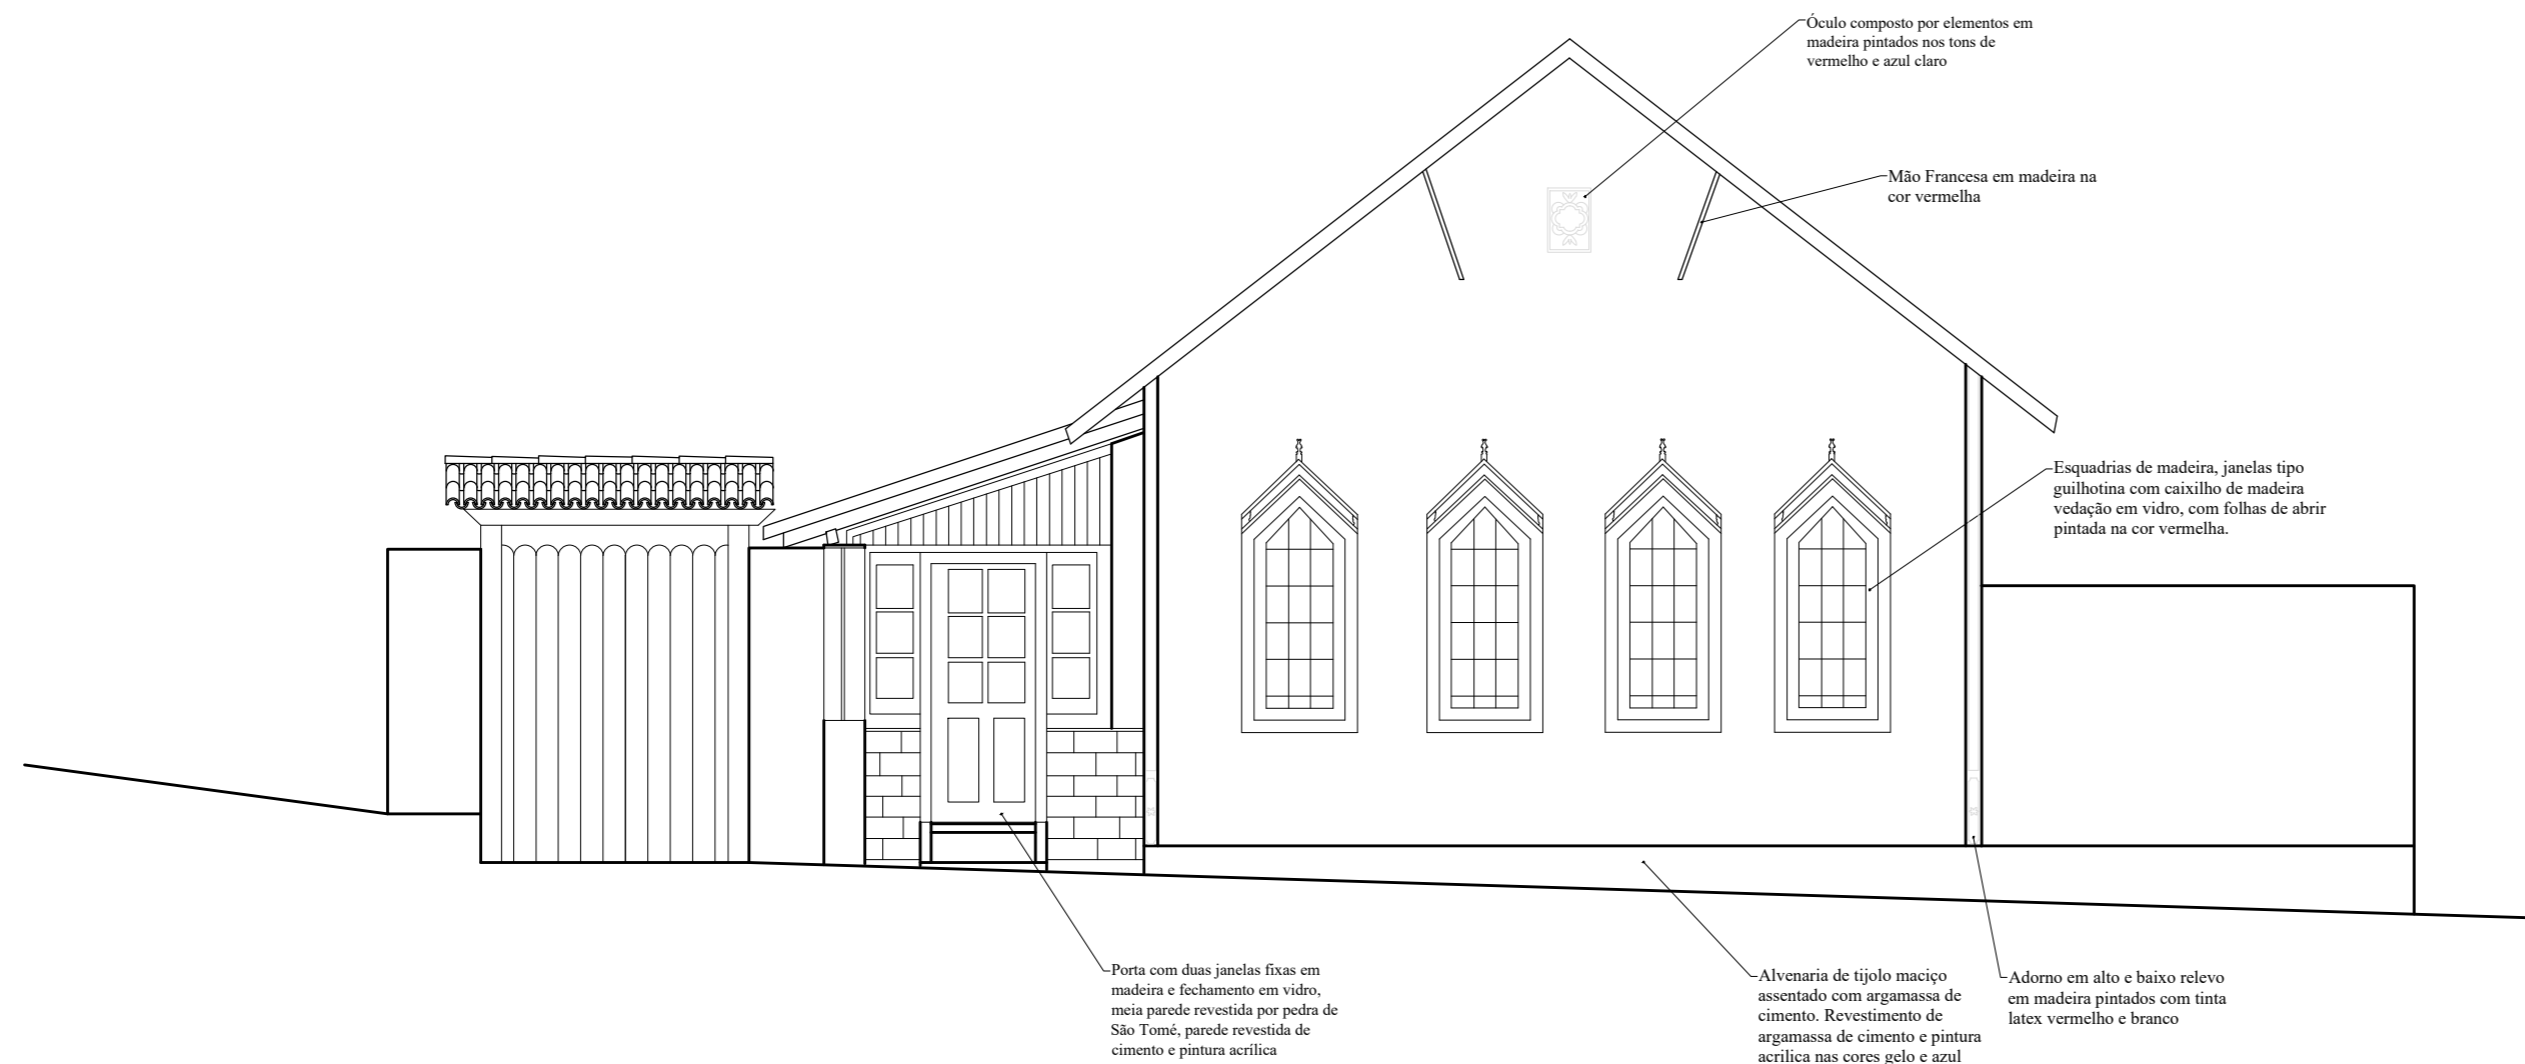 Óculo composto por elementos em
madeira pintados nos tons de
vermelho e azul claro
Mão Francesa em madeira na
cor vermelha
Esquadrias de madeira, janelas tipo
guilhotina com caixilho de madeira
vedação em vidro, com folhas de abrir
pintada na cor vermelha.
Porta com duas janelas fixas em
madeira e fechamento em vidro,
meia parede revestida por pedra de
São Tomé, parede revestida de
cimento e pintura acrílica
Alvenaria de tijolo maciço
assentado com argamassa de
cimento. Revestimento de
argamassa de cimento e pintura
acrilica nas cores gelo e azul
Adorno em alto e baixo relevo
em madeira pintados com tinta
latex vermelho e branco